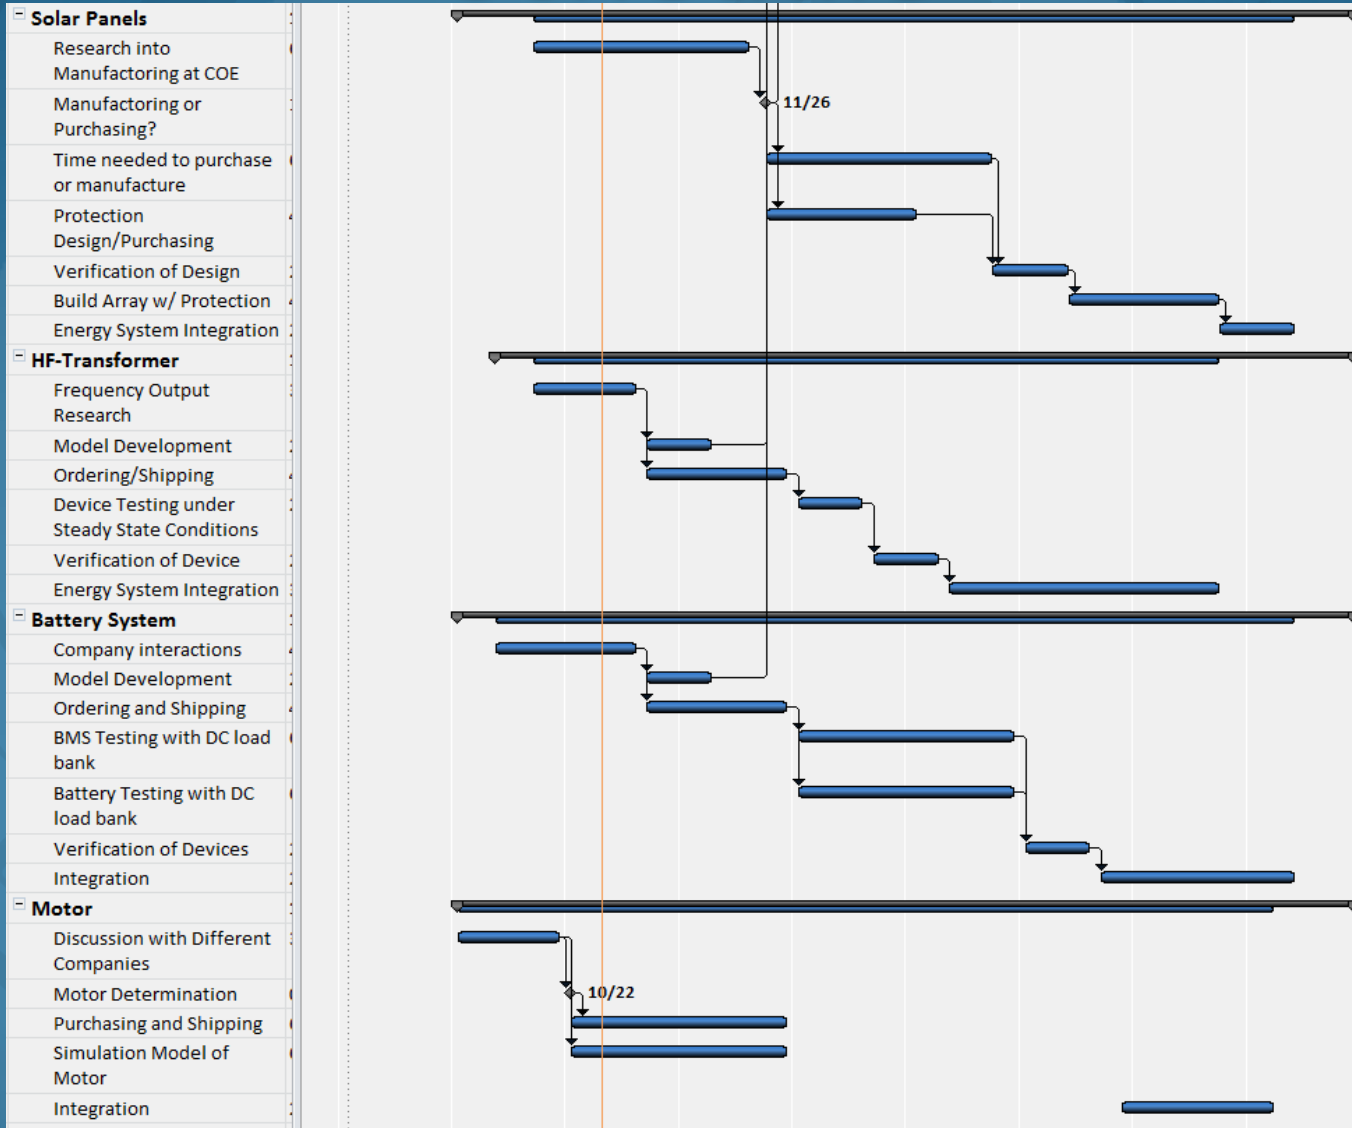 Solar Panels
Research into
Manufactoring at COE
Manufactoring or
Purchasing?
11/26
Time needed to purchase
or manufacture
Protection
Design/Purchasing
Verification of Design
Build Array w/ Protection
Energy System Integration
HF-Transformer
Frequency Output
Research
Model Development
Ordering/Shipping
Device Testing under
Steady State Conditions
Verification of Device
Energy System Integration
Battery System
Company interactions
Model Development
Ordering and Shipping
BMS Testing with DC load
bank
Battery Testing with DC
load bank
Verification of Devices
Integration
Motor
Discussion with Different
Companies
Motor Determination
10/22
Purchasing and Shipping
Simulation Model of
Motor
Integration